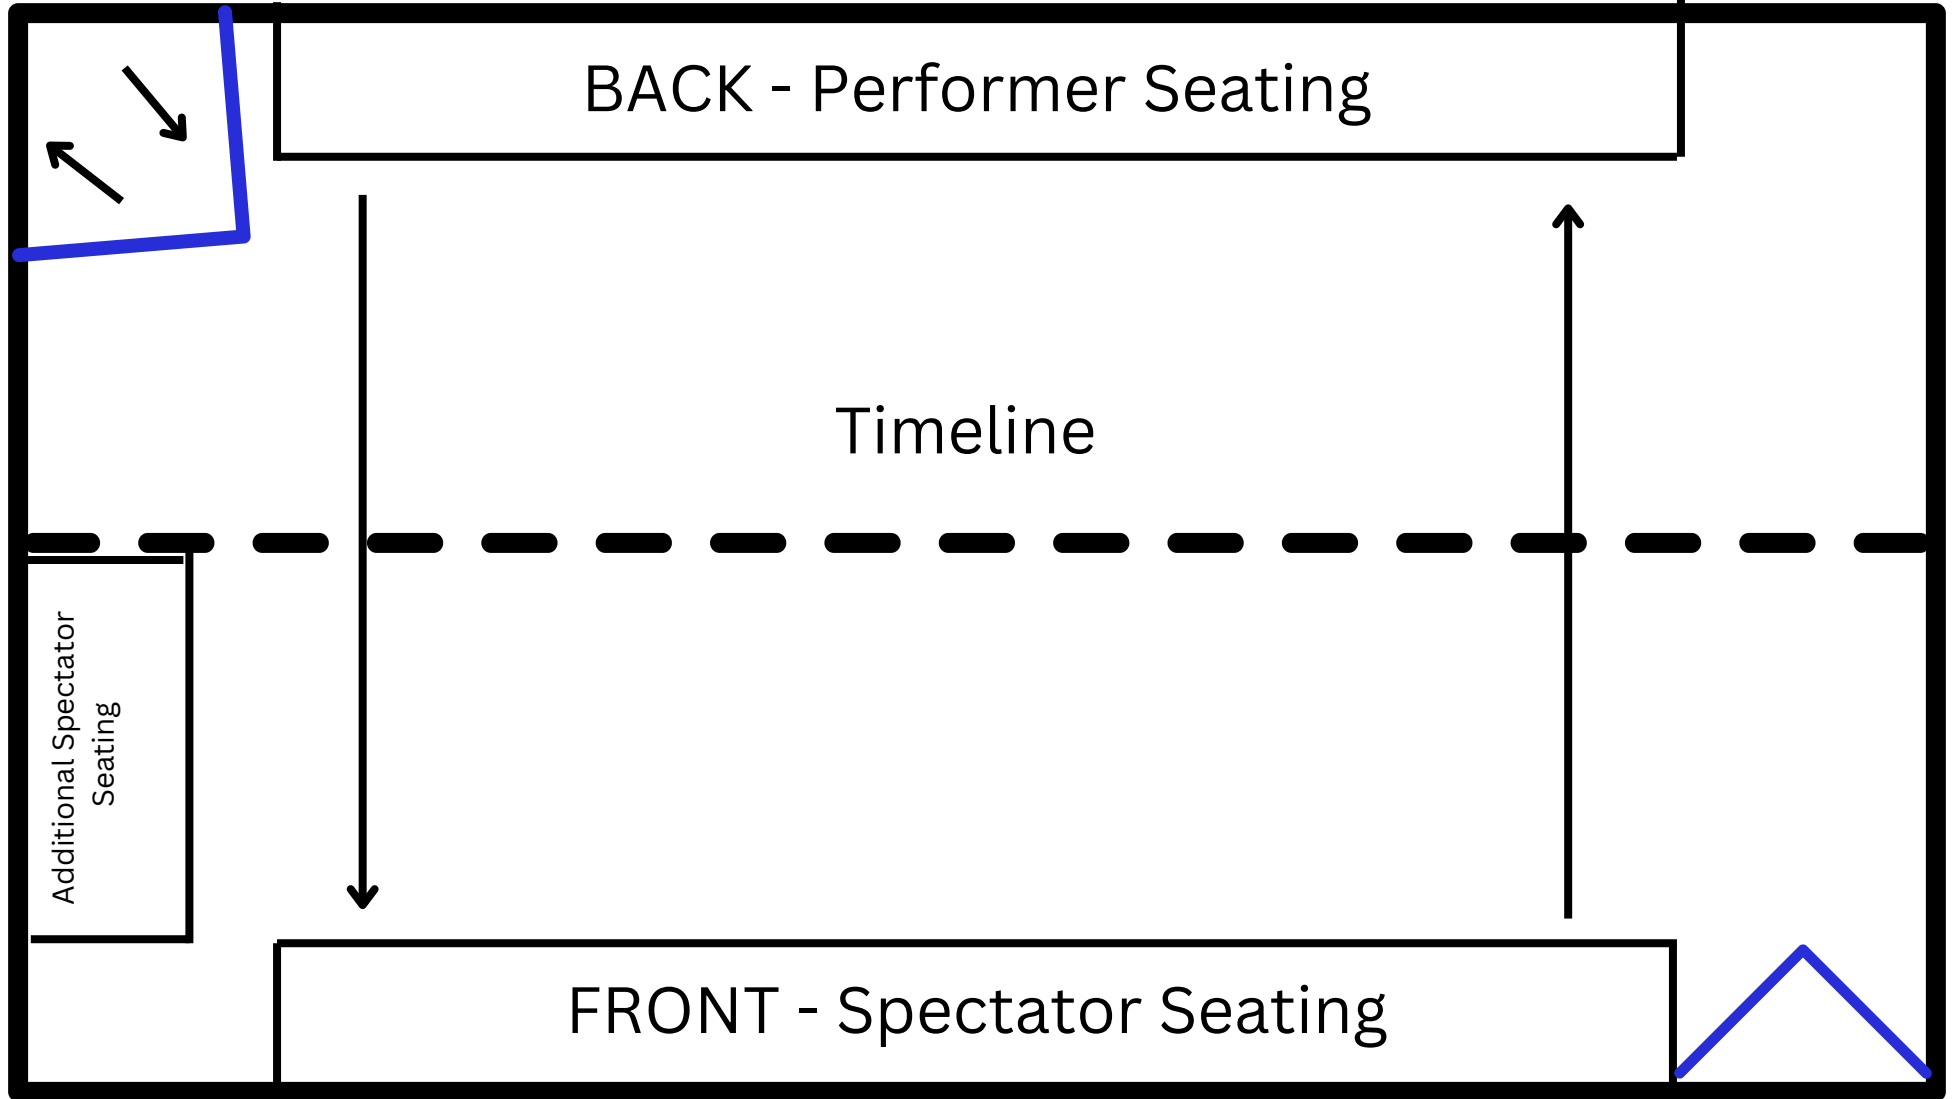 BACK - Performer Seating
Timeline
Additional Spectator
Seating
FRONT - Spectator Seating